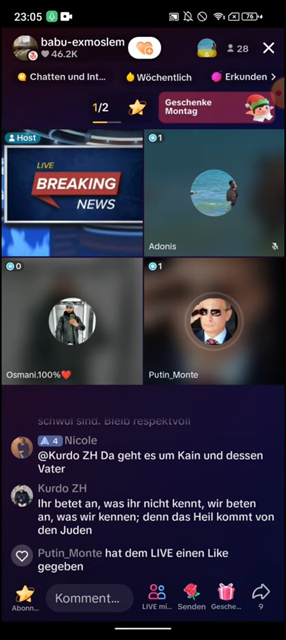 23:05
76
babu-exmoslem
46.2K
28
Chatten und Int...
Wöchentlich
Erkunden >
1/2
Geschenke
Montag
Host
LIVE
BREAKING
NEWS
1
Adonis
0
Osmani.100%❤️
1
Putin_Monte
schwul sind. Bleib respektvoll
4 Nicole
@Kurdo ZH Da geht es um Kain und dessen
Vater
Kurdo ZH
Ihr betet an, was ihr nicht kennt, wir beten
an, was wir kennen; denn das Heil kommt von
den Juden
Putin_Monte hat dem LIVE einen Like
gegeben
Komment...
Abonn...
LIVE mi...
Senden
Gesche...
9